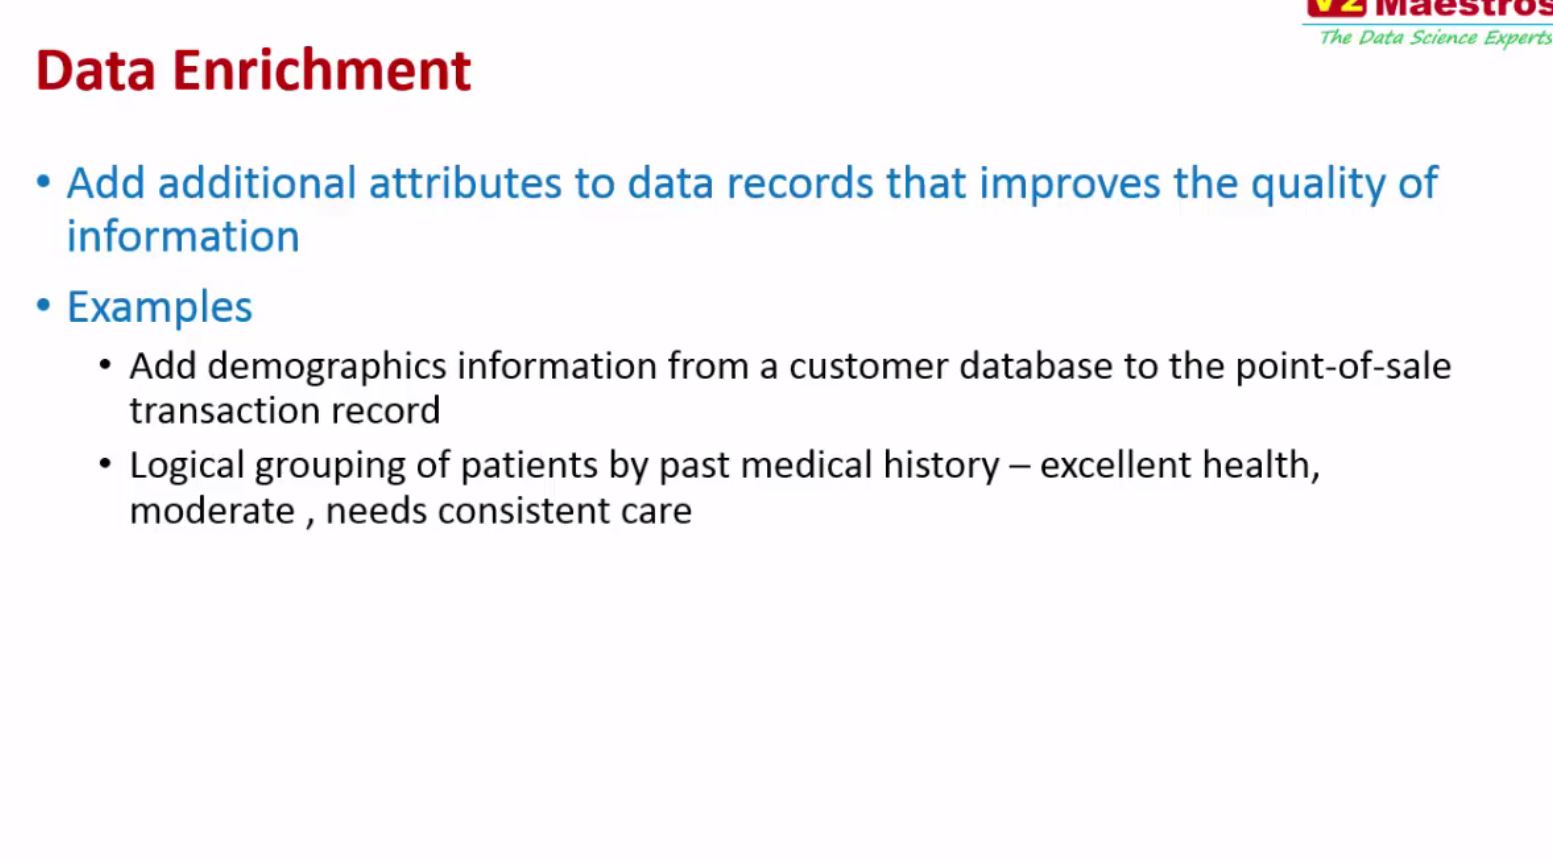 V2 Maestros
The Data Science Experts
Data Enrichment
• Add additional attributes to data records that improves the quality of
information
• Examples
• Add demographics information from a customer database to the point-of-sale
transaction record
• Logical grouping of patients by past medical history – excellent health,
moderate , needs consistent care